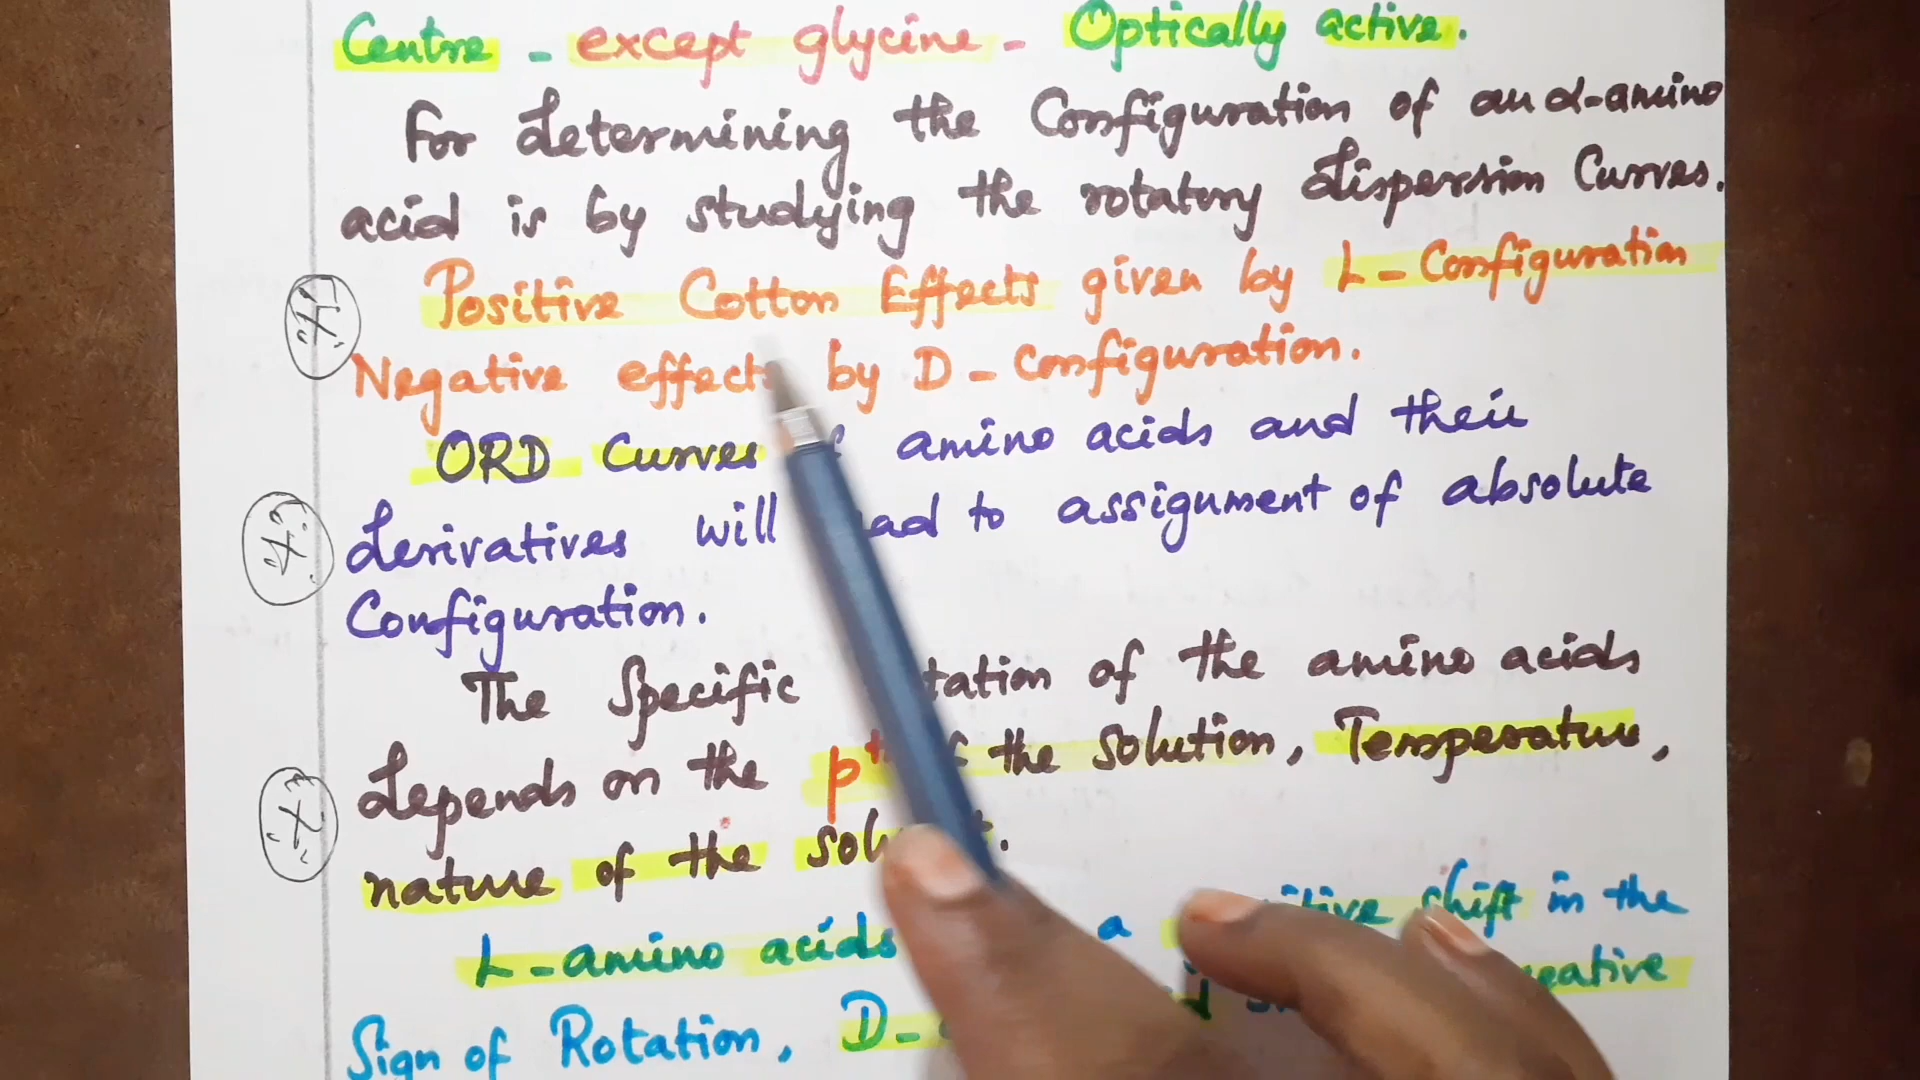 Centre - except glycine - Optically active.
For determining the Configuration of an α-amino
acid is by studying the rotatory dispersion Curves.
Positive Cotton Effects given by L-Configuration
Negative effects by D-Configuration.
ORD Curves amino acids and their
derivatives will to assignment of absolute
Configuration.
The Specific of the amino acids
depends on the pH the Solution, Temperature,
nature of the
L-amino acids a shift in the
Sign of Rotation, D-